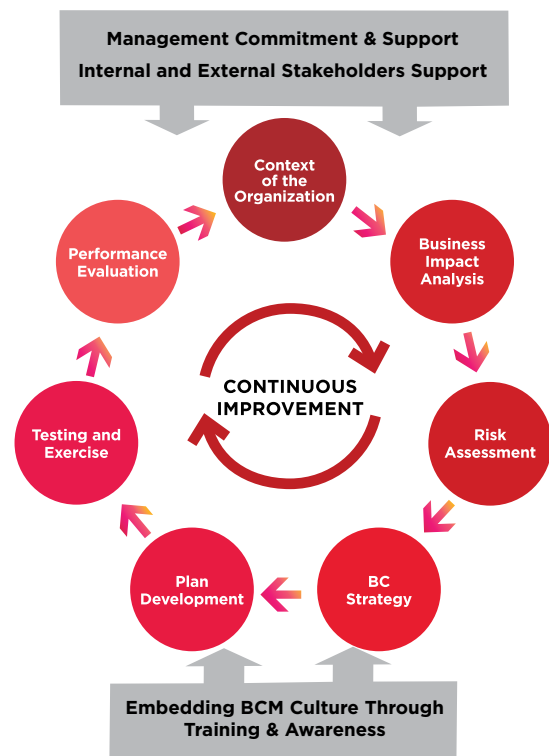 Management Commitment & Support
Internal and External Stakeholders Support
Context
of the
Organization
Business
Impact
Analysis
Risk
Assessment
BC
Strategy
Plan
Development
Testing and
Exercise
Performance
Evaluation
CONTINUOUS
IMPROVEMENT
Embedding BCM Culture Through
Training & Awareness